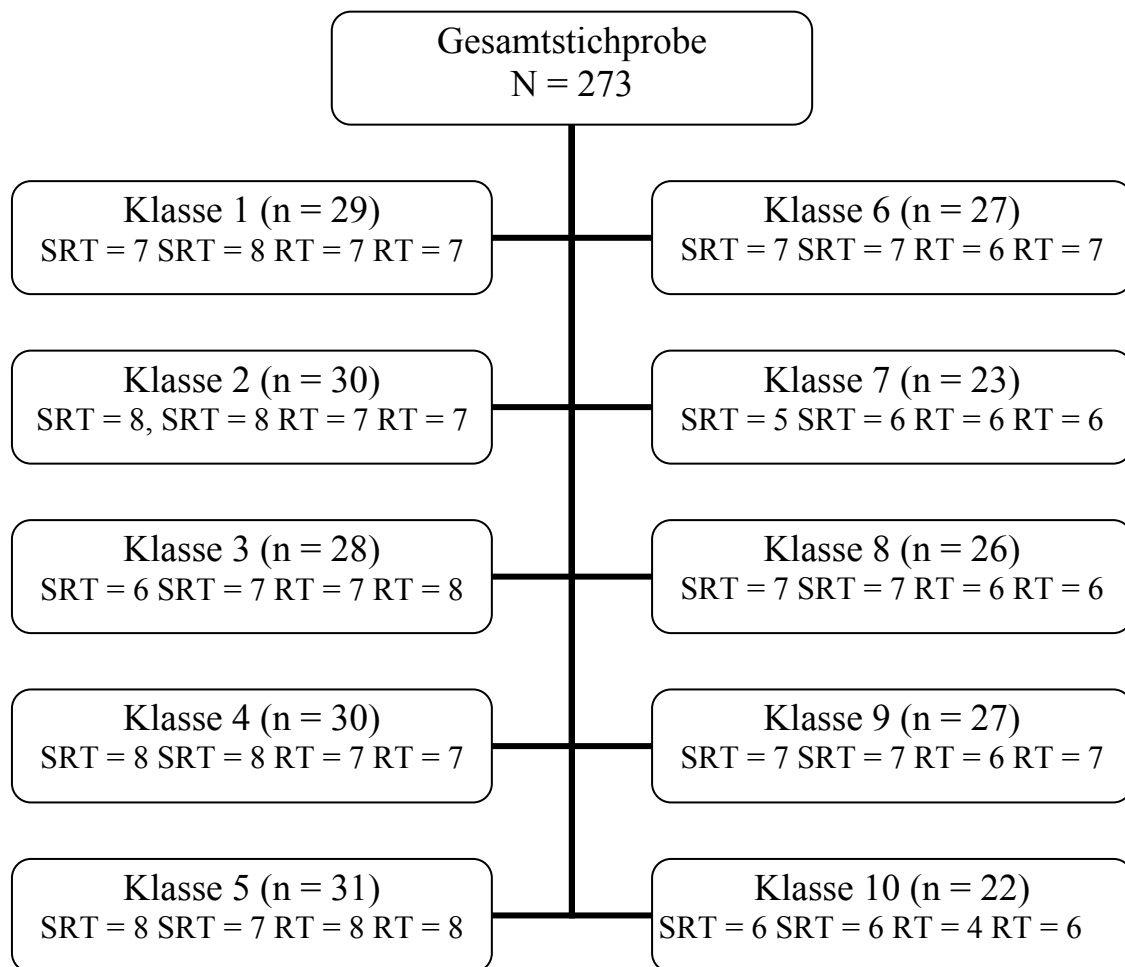 Gesamtstichprobe
N = 273
Klasse 1 (n = 29)
SRT = 7 SRT = 8 RT = 7 RT = 7
Klasse 6 (n = 27)
SRT = 7 SRT = 7 RT = 6 RT = 7
Klasse 2 (n = 30)
SRT = 8, SRT = 8 RT = 7 RT = 7
Klasse 7 (n = 23)
SRT = 5 SRT = 6 RT = 6 RT = 6
Klasse 3 (n = 28)
SRT = 6 SRT = 7 RT = 7 RT = 8
Klasse 8 (n = 26)
SRT = 7 SRT = 7 RT = 6 RT = 6
Klasse 4 (n = 30)
SRT = 8 SRT = 8 RT = 7 RT = 7
Klasse 9 (n = 27)
SRT = 7 SRT = 7 RT = 6 RT = 7
Klasse 5 (n = 31)
SRT = 8 SRT = 7 RT = 8 RT = 8
Klasse 10 (n = 22)
SRT = 6 SRT = 6 RT = 4 RT = 6